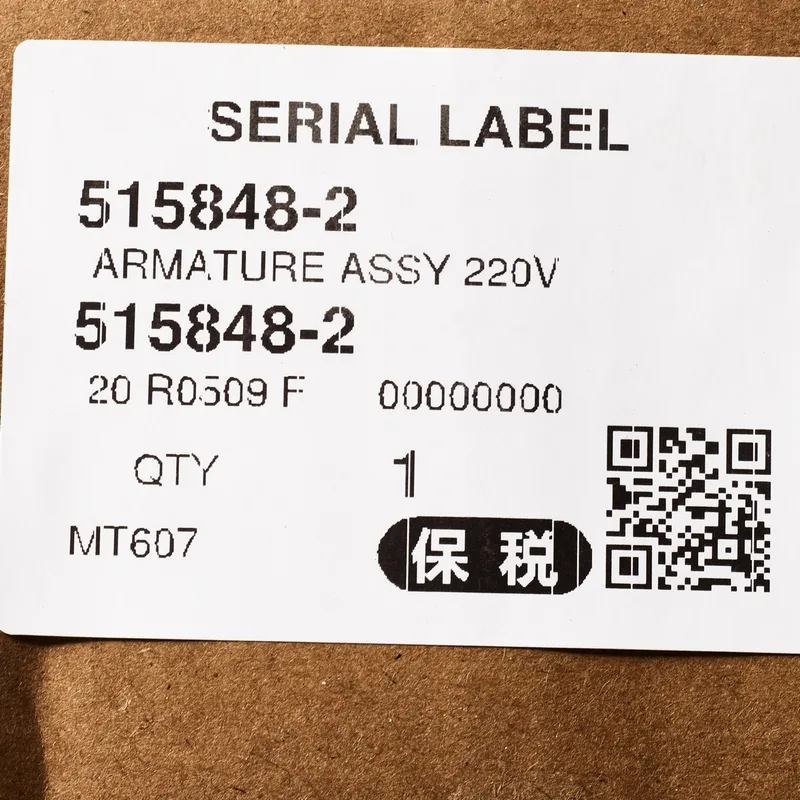 SERIAL LABEL
515848-2
ARMATURE ASSY 220V
515848-2
20 R0509 F 00000000
QTY 1
MT607 保税